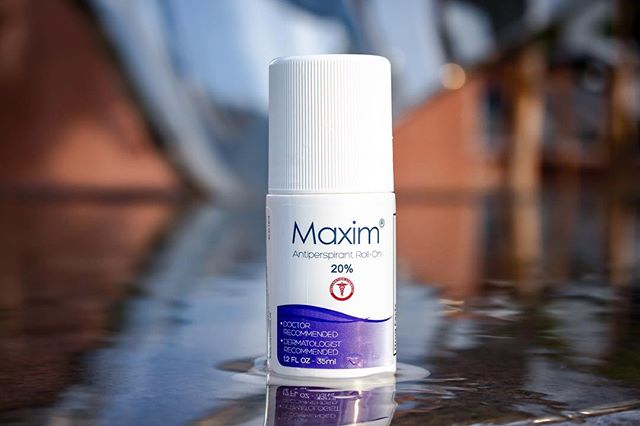 Maxim®
Antiperspirant Roll-On
20%
•DOCTOR
RECOMMENDED
•DERMATOLOGIST
RECOMMENDED
1.2 FL OZ - 35ml